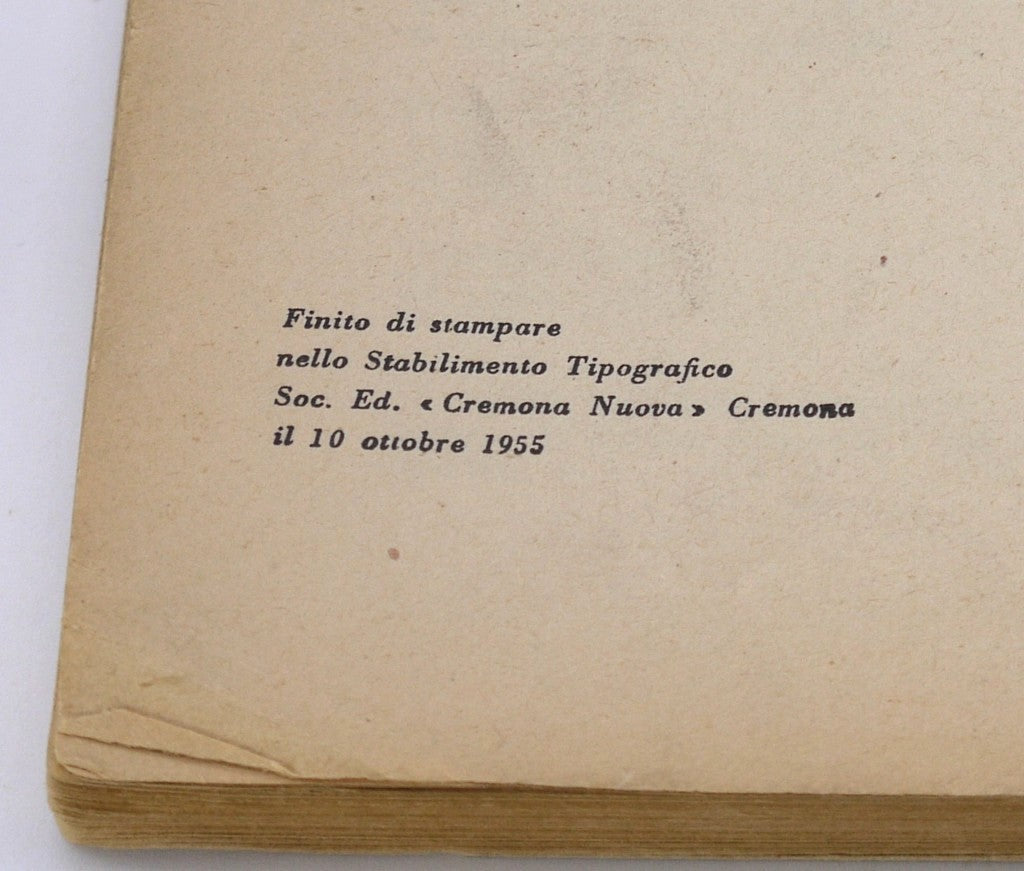 Finito di stampare
nello Stabilimento Tipografico
Soc. Ed. « Cremona Nuova » Cremona
il 10 ottobre 1955